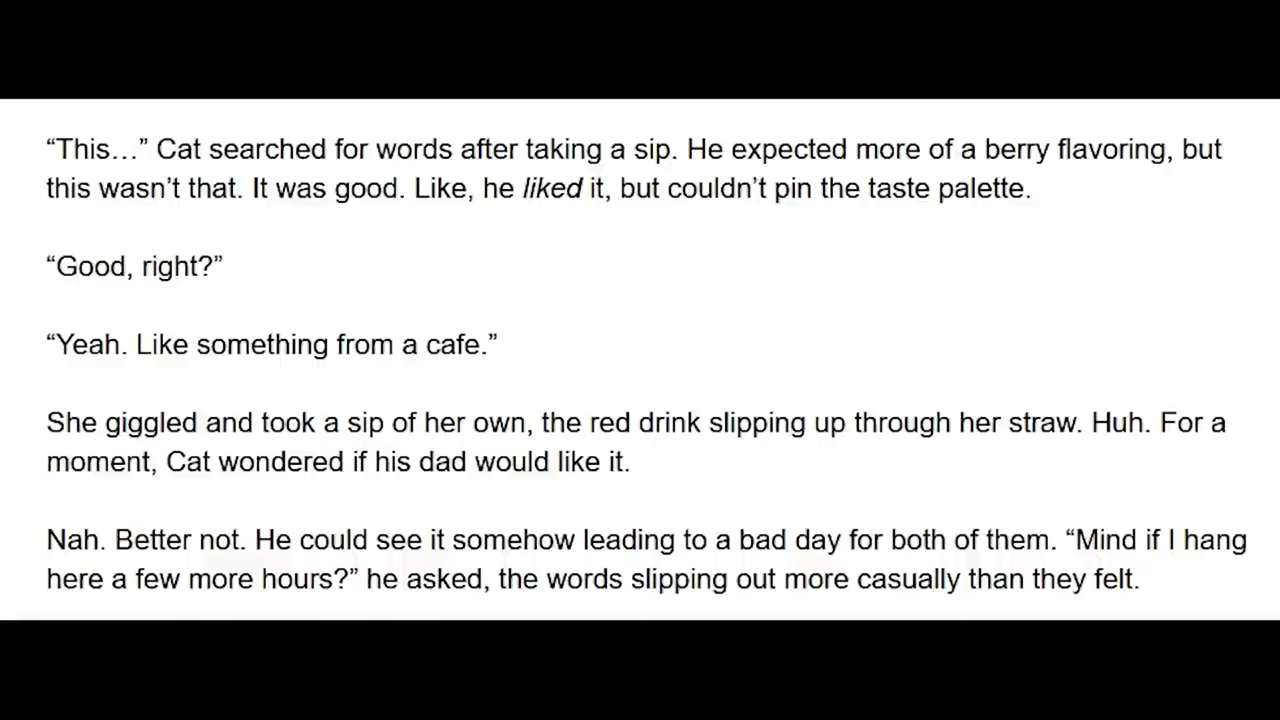 “This…” Cat searched for words after taking a sip. He expected more of a berry flavoring, but
this wasn’t that. It was good. Like, he liked it, but couldn’t pin the taste palette.
“Good, right?”
“Yeah. Like something from a cafe.”
She giggled and took a sip of her own, the red drink slipping up through her straw. Huh. For a
moment, Cat wondered if his dad would like it.
Nah. Better not. He could see it somehow leading to a bad day for both of them. “Mind if I hang
here a few more hours?” he asked, the words slipping out more casually than they felt.